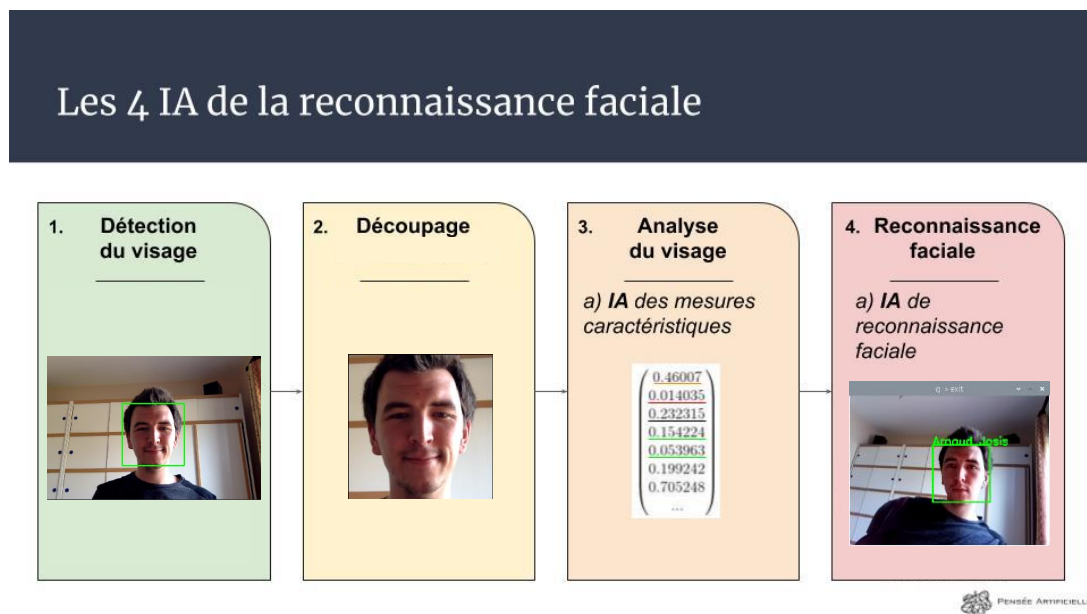 Les 4 IA de la reconnaissance faciale
1. Détection
du visage
2. Découpage
3. Analyse
du visage
a) IA des mesures
caractéristiques
0.46007
0.014035
0.232315
0.154224
0.053963
0.199242
0.705248
...
4. Reconnaissance
faciale
a) IA de
reconnaissance
faciale
q > exit
Arnaud_Josis
PENSÉE ARTIFICIELLE